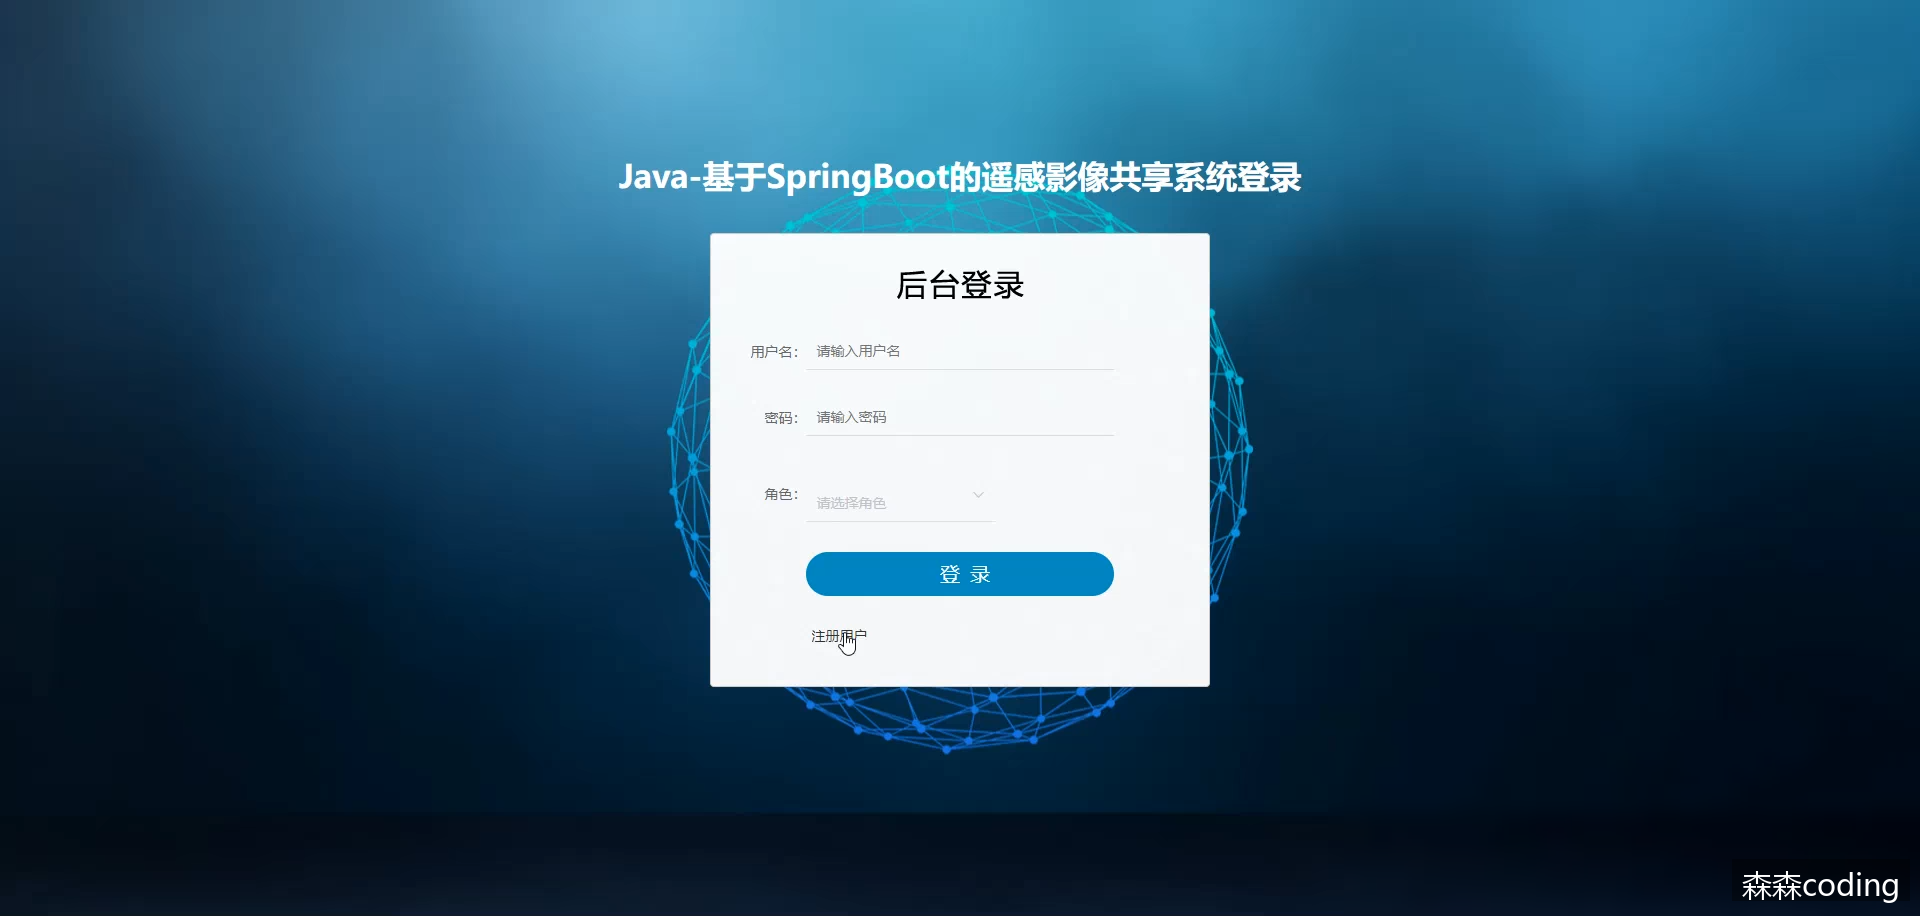 Java-基于SpringBoot的遥感影像共享系统登录
后台登录
用户名： 请输入用户名
密码： 请输入密码
角色： 请选择角色
登 录
注册用户
森森coding